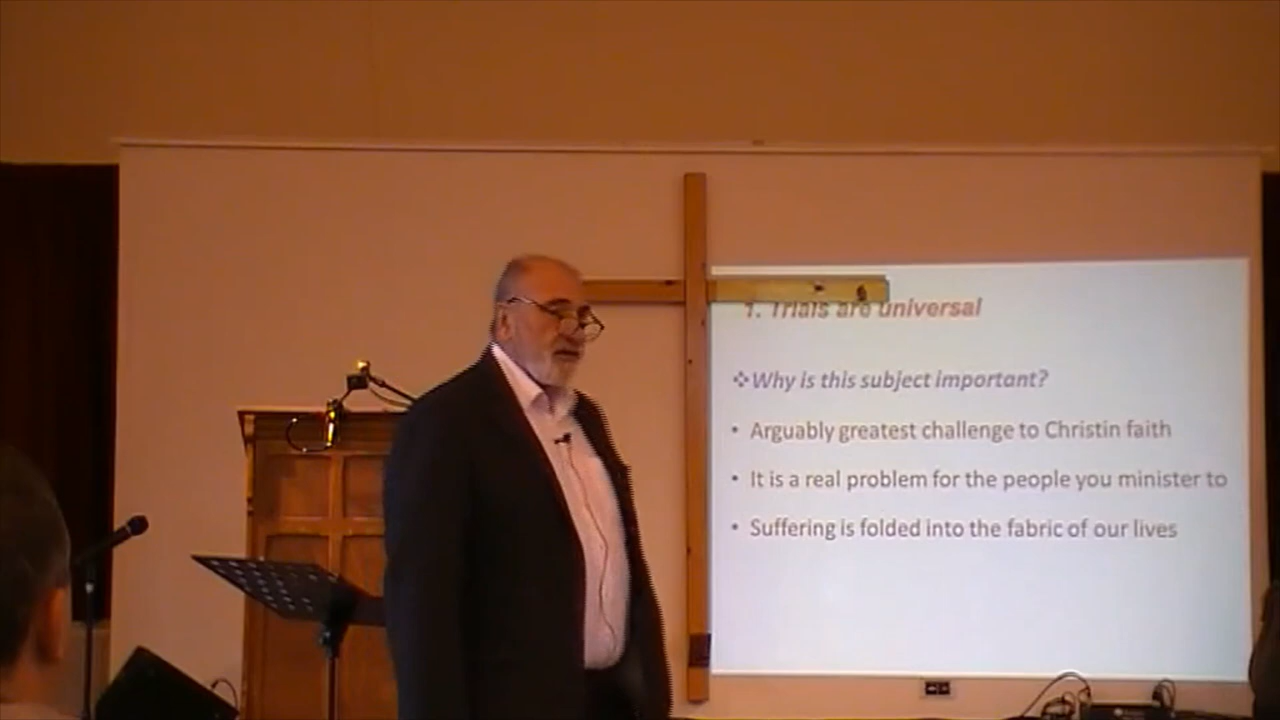 1. Trials are universal
❖Why is this subject important?
• Arguably greatest challenge to Christin faith
• It is a real problem for the people you minister to
• Suffering is folded into the fabric of our lives